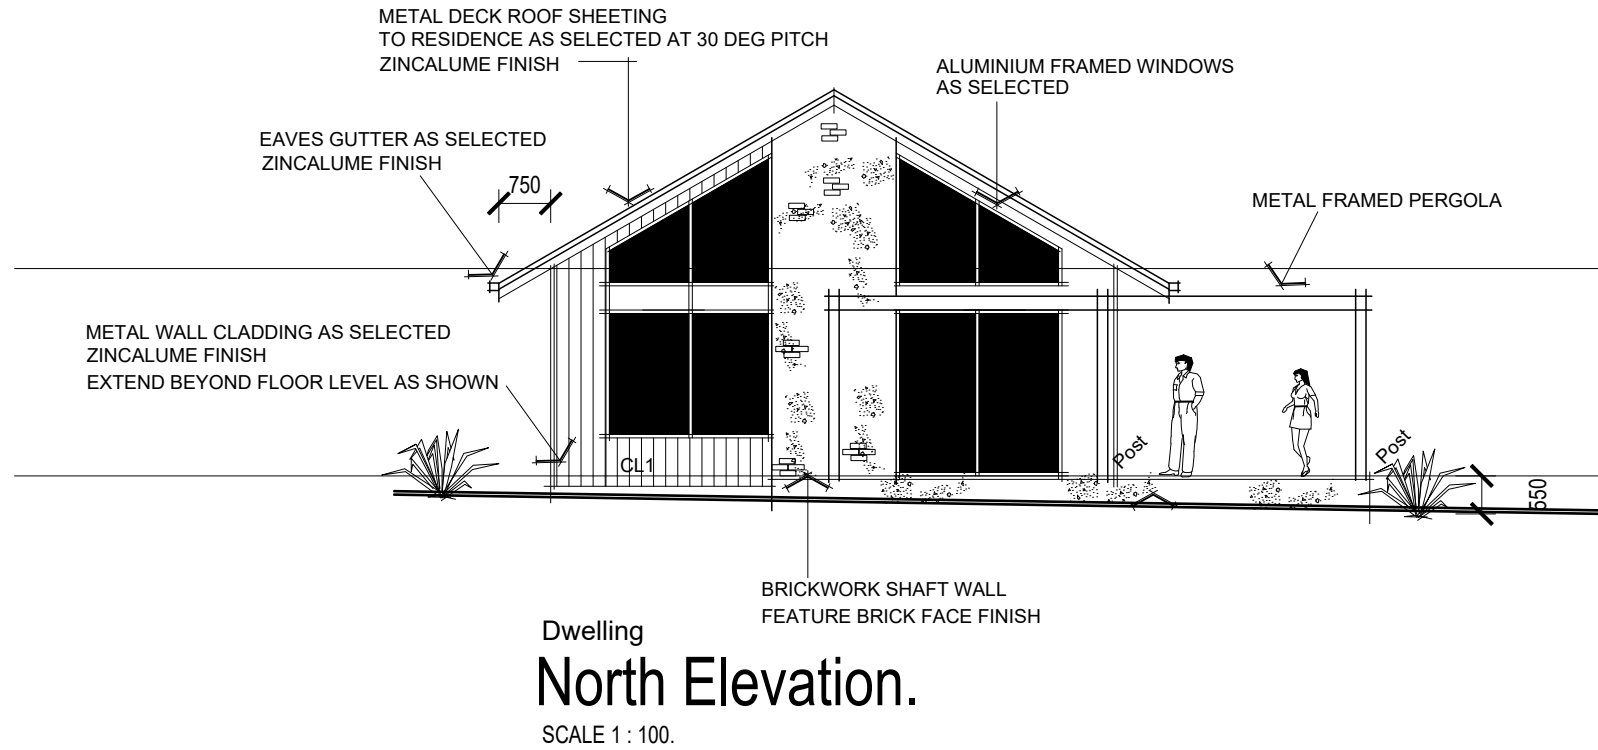 METAL DECK ROOF SHEETING
TO RESIDENCE AS SELECTED AT 30 DEG PITCH
ZINCALUME FINISH
ALUMINIUM FRAMED WINDOWS
AS SELECTED
EAVES GUTTER AS SELECTED
ZINCALUME FINISH
750
METAL FRAMED PERGOLA
METAL WALL CLADDING AS SELECTED
ZINCALUME FINISH
EXTEND BEYOND FLOOR LEVEL AS SHOWN
CL1
Post
Post
550
BRICKWORK SHAFT WALL
FEATURE BRICK FACE FINISH
Dwelling
North Elevation.
SCALE 1 : 100.